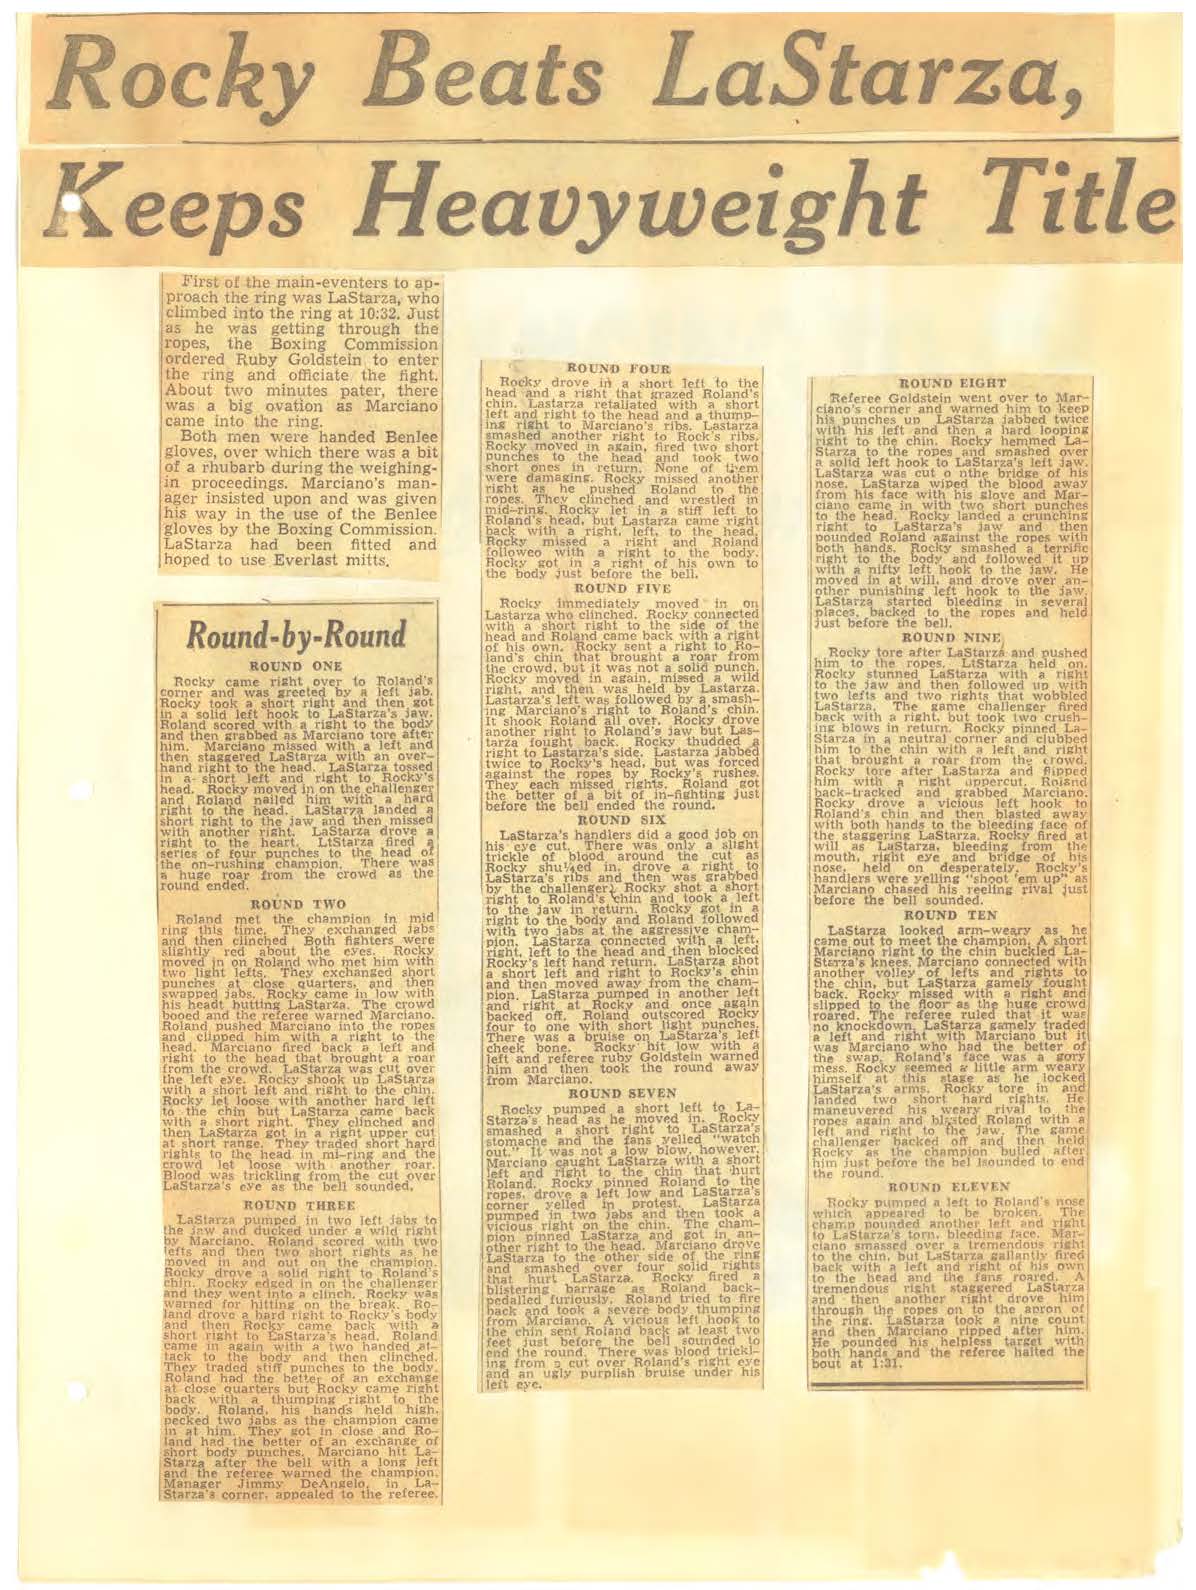 Rocky Beats LaStarza,
Keeps Heavyweight Title
First of the main-eventers to ap-
proach the ring was LaStarza, who
climbed into the ring at 10:32. Just
as he was getting through the
ropes, the Boxing Commission
ordered Ruby Goldstein to enter
the ring and officiate the fight.
About two minutes pater, there
was a big ovation as Marciano
came into the ring.
Both men were handed Benlee
gloves, over which there was a bit
of a rhubarb during the weighing-
in proceedings. Marciano's man-
ager insisted upon and was given
his way in the use of the Benlee
gloves by the Boxing Commission.
LaStarza had been fitted and
hoped to use Everlast mitts.
Round-by-Round
ROUND ONE
Rocky came right over to Roland's
corner and was greeted by a left jab.
Rocky took a short right and then got
in a solid left hook to LaStarza's jaw.
Roland scored with a right to the body
and then grabbed as Marciano tore after
him. Marciano missed with a left and
then staggered LaStarza with an over-
hand right to the head. LaStarza tossed
in a short left and right to Rocky's
head. Rocky moved in on the challenger
and Roland nailed him with a hard
right to the head. LaStarza landed a
short right to the jaw and then missed
with another right. LaStarza drove a
right to the heart. LtStarza fired a
series of four punches to the head of
the on-rushing champion. There was
a huge roar from the crowd as the
round ended.
ROUND TWO
Roland met the champion in mid
ring this time. They exchanged jabs
and then clinched Both fighters were
slightly red about the eyes. Rocky
moved in on Roland who met him with
two light lefts. They exchanged short
punches at close quarters, and then
swapped jabs. Rocky came in low with
his headt butting LaStarza. The crowd
booed and the referee warned Marciano.
Roland pushed Marciano into the ropes
and clipped him with a right to the
head. Marciano fired back a left and
right to the head that brought a roar
from the crowd. LaStarza was cut over
the left eye. Rocky shook up LaStarza
with a short left and right to the chin.
Rocky let loose with another hard left
to the chin but LaStarza came back
with a short right. They clinched and
then LaStarza got in a right upper cut
at short range. They traded short hard
rights to the head in mi-ring and the
crowd let loose with another roar.
Blood was trickling from the cut over
LaStarza's eye as the bell sounded.
ROUND THREE
LaStarza pumped in two left jabs to
the jaw and ducked under a wild right
by Marciano. Roland scored with two
lefts and then two short rights as he
moved in and out on the champion.
Rocky drove a solid right to Roland's
chin. Rocky edged in on the challenger
and they went into a clinch. Rocky was
warned for hitting on the break. Ro-
land drove a hard right to Rocky's body
and then Rocky came back with a
short right to LaStarza's head. Roland
came in again with a two handed at-
tack to the body and then clinched.
They traded stiff punches to the body.
Roland had the better of an exchange
at close quarters but Rocky came right
back with a thumping right to the
body. Roland, his hands held high,
pecked two jabs as the champion came
in at him. They got in close and Ro-
land had the better of an exchange of
short body punches. Marciano hit La-
Starza after the bell with a long left
and the referee warned the champion.
Manager Jimmy DeAngelo, in La-
Starza's corner, appealed to the referee.
ROUND FOUR
Rocky drove in a short left to the
head and a right that grazed Roland's
chin. Lastarza retaliated with a short
left and right to the head and a thump-
ing right to Marciano's ribs. Lastarza
smashed another right to Rock's ribs.
Rocky moved in again, fired two short
punches to the head and took two
short ones in return. None of them
were damaging. Rocky missed another
right as he pushed Roland to the
ropes. They clinched and wrestled in
mid-ring. Rocky let in a stiff left to
Roland's head, but Lastarza came right
back with a right, left, to the head.
Rocky missed a right and Roland
followeo with a right to the body.
Rocky got in a right of his own to
the body just before the bell.
ROUND FIVE
Rocky immediately moved in on
Lastarza who clinched. Rocky connected
with a short right to the side of the
head and Roland came back with a right
of his own. Rocky sent a right to Ro-
land's chin that brought a roar from
the crowd, but it was not a solid punch.
Rocky moved in again, missed a wild
right, and then was held by Lastarza.
Lastarza's left was followed by a smash-
ing Marciano's right to Roland's chin.
It shook Roland all over. Rocky drove
another right to Roland's jaw but Las-
tarza fought back. Rocky thudded a
right to Lastarza's side. Lastarza jabbed
twice to Rocky's head, but was forced
against the ropes by Rocky's rushes.
They each missed rights. Roland got
the better of a bit of in-fighting just
before the bell ended the round.
ROUND SIX
LaStarza's handlers did a good job on
his eye cut. There was only a slight
trickle of blood around the cut as
Rocky shu¼ed in, drove a right to
LaStarza's ribs and then was grabbed
by the challenger. Rocky shot a short
right to Roland's chin and took a left
to the jaw in return. Rocky got in a
right to the body and Roland followed
with two jabs at the aggressive cham-
pion. LaStarza connected with a left,
right, left to the head and then blocked
Rocky's left hand return. LaStarza shot
a short left and right to Rocky's chin
and then moved away from the cham-
pion. LaStarza pumped in another left
and right at Rocky and once again
backed off. Roland outscored Rocky
four to one with short light punches.
There was a bruise on LaStarza's left
cheek bone. Rocky hit low with a
left and referee ruby Goldstein warned
him and then took the round away
from Marciano.
ROUND SEVEN
Rocky pumped a short left to La-
Starza's head as he moved in. Rocky
smashed a short right to LaStarza's
stomache and the fans yelled "watch
out." It was not a low blow, however.
Marciano caught LaStarza with a short
left and right to the chin that hurt
Roland. Rocky pinned Roland to the
ropes, drove a left low and LaStarza's
corner yelled in protest. LaStarza
pumped in two jabs and then took a
vicious right on the chin. The cham-
pion pinned LaStarza and got in an-
other right to the head. Marciano drove
LaStarza to the other side of the ring
and smashed over four solid rights
that hurt LaStarza. Rocky fired a
blistering barrage as Roland back-
pedalled furiously. Roland tried to fire
back and took a severe body thumping
from Marciano. A vicious left hook to
the chin sent Roland back at least two
feet just before the bell sounded to
end the round. There was blood trickl-
ing from a cut over Roland's right eye
and an ugly purplish bruise under his
left eye.
ROUND EIGHT
Referee Goldstein went over to Mar-
ciano's corner and warned him to keep
his punches up LaStarza jabbed twice
with his left and then a hard looping
right to the chin. Rocky hemmed La-
Starza to the ropes and smashed over
a solid left hook to LaStarza's left jaw.
LaStarza was cut o nthe bridge of his
nose. LaStarza wiped the blood away
from his face with his glove and Mar-
ciano came in with two short punches
to the head. Rocky landed a crunching
right to LaStarza's jaw and then
pounded Roland against the ropes with
both hands. Rocky smashed a terrific
right to the body and followed it up
with a nifty left hook to the jaw. He
moved in at will, and drove over an-
other punishing left hook to the jaw.
LaStarza started bleeding in several
places, backed to the ropes and held
just before the bell.
ROUND NINE
Rocky tore after LaStarza and pushed
him to the ropes. LtStarza held on.
Rocky stunned LaStarza with a right
to the jaw and then followed up with
two lefts and two rights that wobbled
LaStarza. The game challenger fired
back with a right, but took two crush-
ing blows in return. Rocky pinned La-
Starza in a neutral corner and clubbed
him to the chin with a left and right
that brought a roar from the crowd.
Rocky tore after LaStarza and flipped
him with a right uppercut. Roland
back-tracked and grabbed Marciano.
Rocky drove a vicious left hook to
Roland's chin and then blasted away
with both hands to the bleeding face of
the staggering LaStarza. Rocky fired at
will as LaStarza, bleeding from the
mouth, right eye and bridge of his
nose, held on desperately. Rocky's
handlers were yelling "shoot 'em up" as
Marciano chased his reeling rival just
before the bell sounded.
ROUND TEN
LaStarza looked arm-weary as he
came out to meet the champion. A short
Marciano right to the chin buckled La-
Starza's knees. Marciano connected with
another volley of lefts and rights to
the chin, but LaStarza gamely fought
back. Rocky missed with a right and
slipped to the floor as the huge crowd
roared. The referee ruled that it was
no knockdown. LaStarza gamely traded
a left and right with Marciano but it
was Marciano who had the better of
the swap. Roland's face was a gory
mess. Rocky seemed a little arm weary
himself at this stage as he locked
LaStarza's arms. Rocky tore in and
landed two short hard rights. He
maneuvered his weary rival to the
ropes again and blasted Roland with a
left and right to the jaw. The game
challenger backed off and then held
Rocky as the champion bulled after
him just before the bel lsounded to end
the round.
ROUND ELEVEN
Rocky pumped a left to Roland's nose
which appeared to be broken. The
champ pounded another left and right
to LaStarza's torn, bleeding face. Mar-
ciano smassed over a tremendous right
to the chin, but LaStarza gallantly fired
back with a left and right of his own
to the head and the fans roared. A
tremendous right staggered LaStarza
and then another right drove him
through the ropes on to the apron of
the ring. LaStarza took a nine count
and then Marciano ripped after him.
He pounded his helpless target with
both hands and the referee halted the
bout at 1:31.